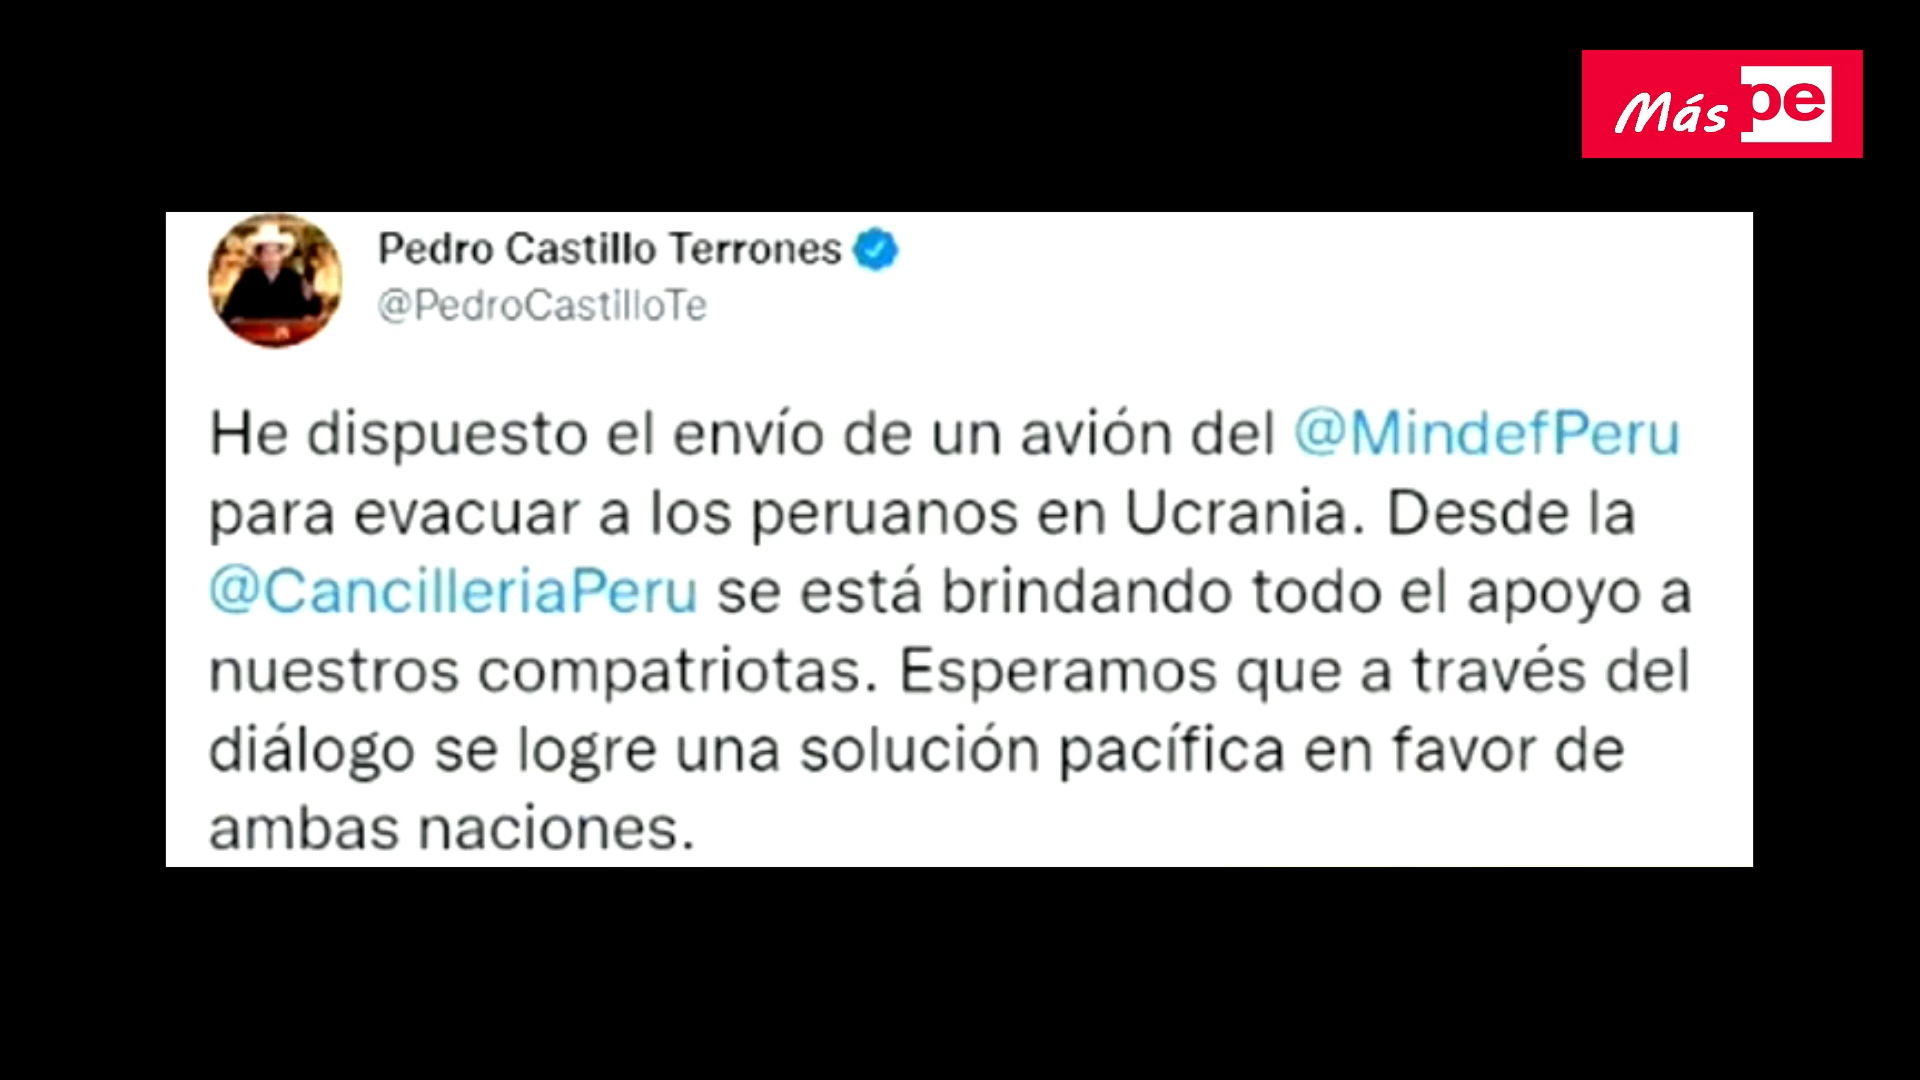 Más pe
Pedro Castillo Terrones
@PedroCastilloTe
He dispuesto el envío de un avión del @MindefPeru
para evacuar a los peruanos en Ucrania. Desde la
@CancilleriaPeru se está brindando todo el apoyo a
nuestros compatriotas. Esperamos que a través del
diálogo se logre una solución pacífica en favor de
ambas naciones.